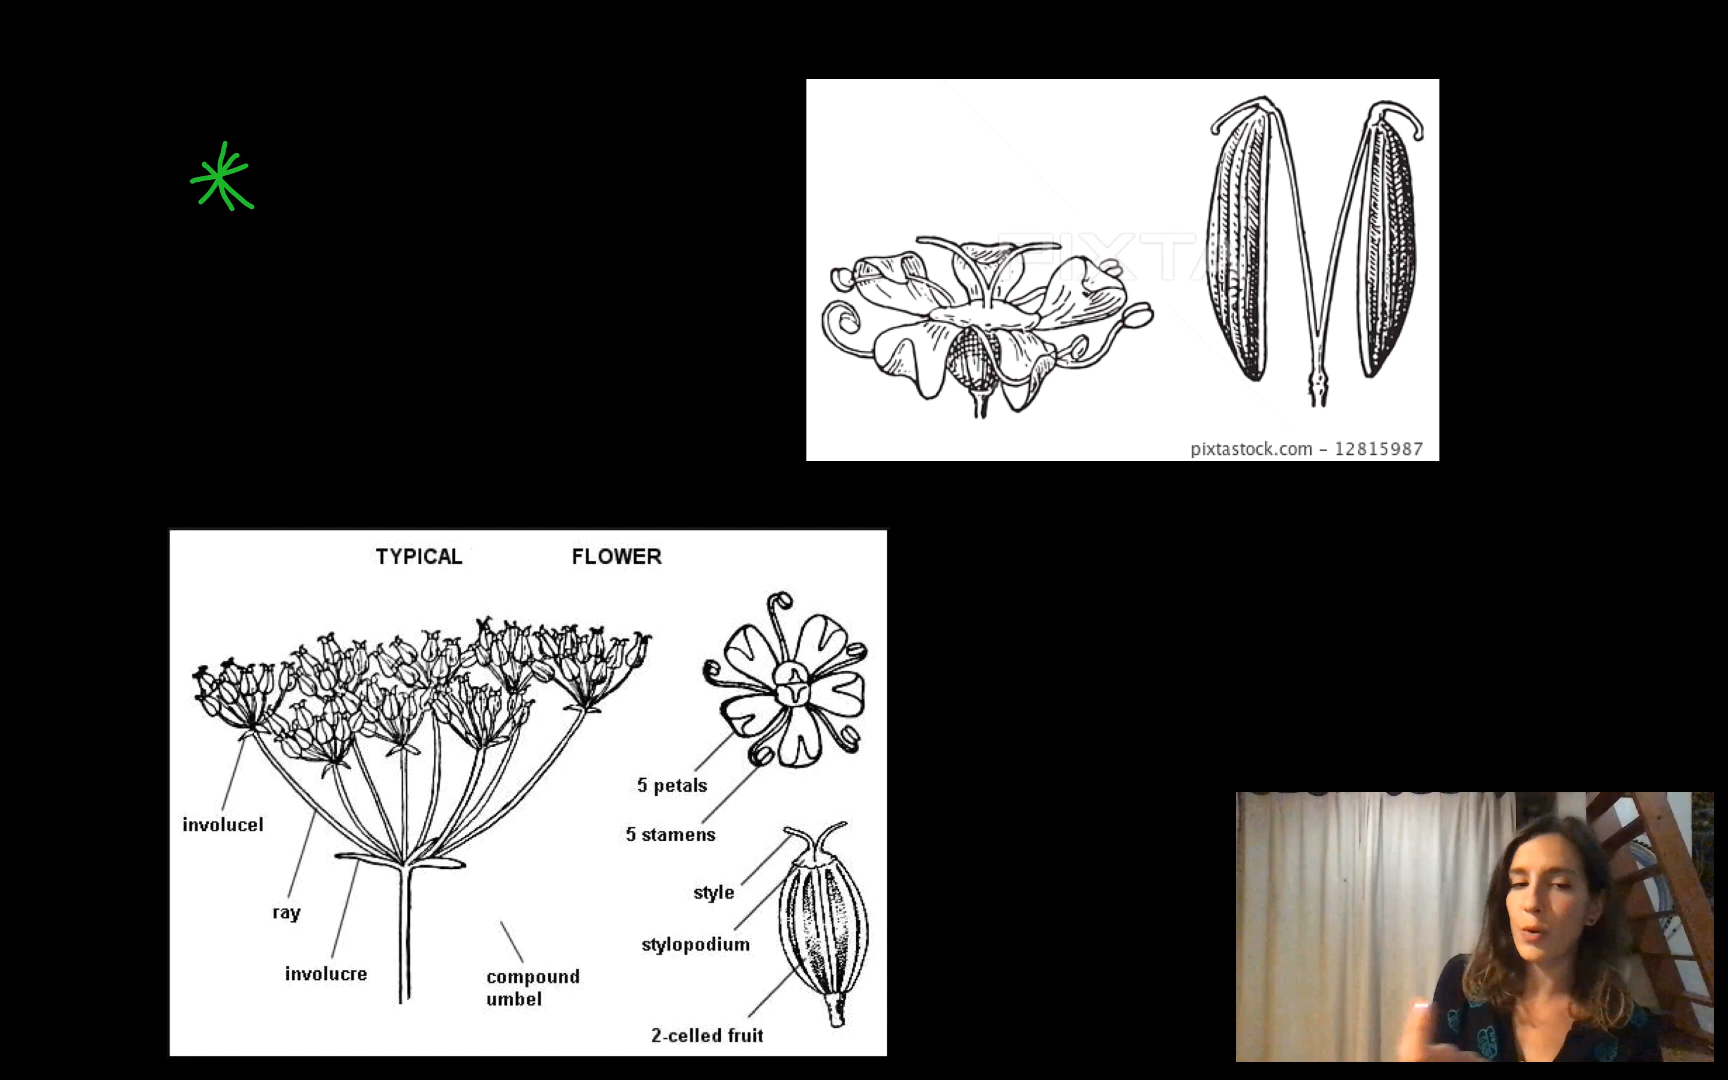 PIXTA
pixtastock.com – 12815987
TYPICAL FLOWER
involucel
ray
involucre
compound
umbel
5 petals
5 stamens
style
stylopodium
2-celled fruit